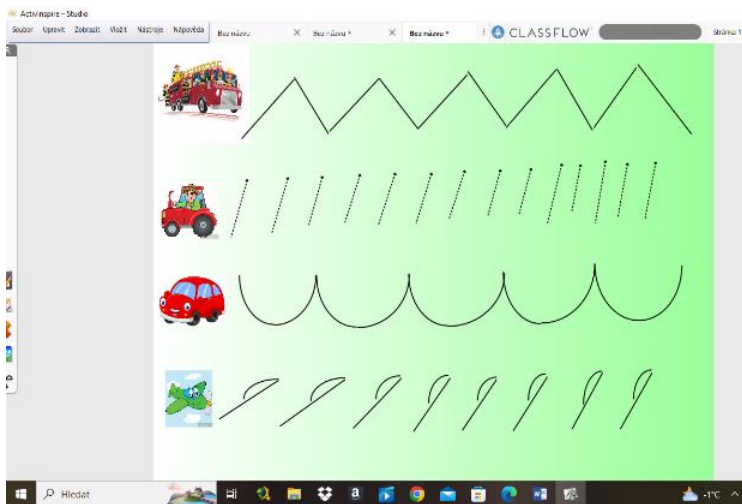 ActivInspire - Studio
Soubor Upravit Zobrazit Vložit Nástroje Nápověda
Bez názvu × Bez názvu * × Bez názvu * CLASSFLOW Stránka 1
Hledat
-1°C